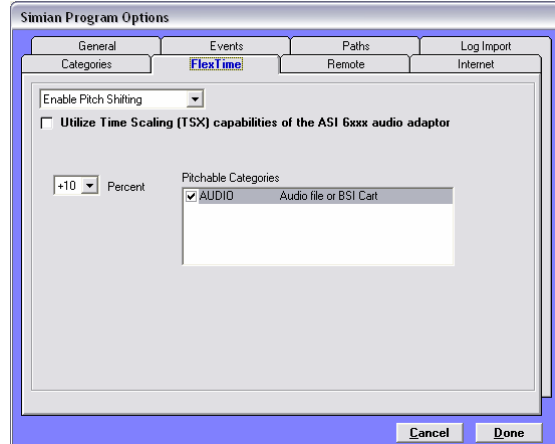 Simian Program Options
General Events Paths Log Import
Categories FlexTime Remote Internet
Enable Pitch Shifting
Utilize Time Scaling (TSX) capabilities of the ASI 6xxx audio adaptor
+10 Percent
Pitchable Categories
AUDIO Audio file or BSI Cart
Cancel Done